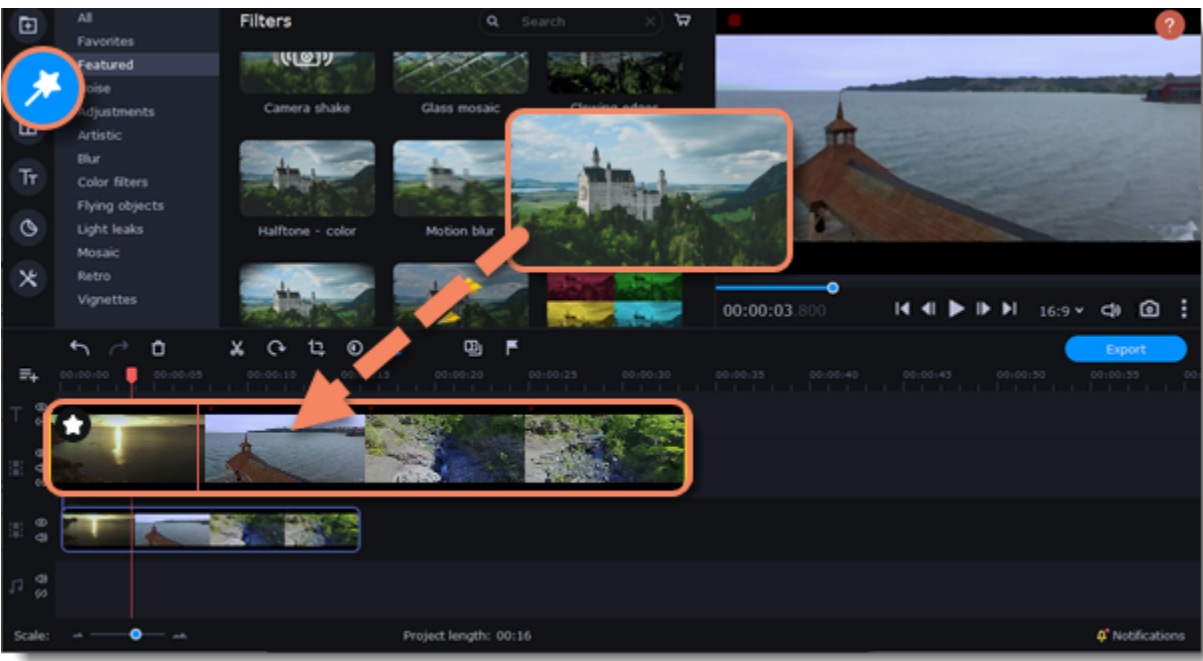 All
Favorites
Featured
Adjustments
Artistic
Blur
Color filters
Flying objects
Light leaks
Mosaic
Retro
Vignettes
Filters
Search
Camera shake
Glass mosaic
Halftone - color
Motion blur
?
00:00:03.800
16:9
Export
00:00:00
00:00:05
00:00:10
00:00:20
00:00:25
00:00:30
00:00:35
00:00:40
00:00:45
00:00:50
00:00:55
Scale:
Project length: 00:16
Notifications